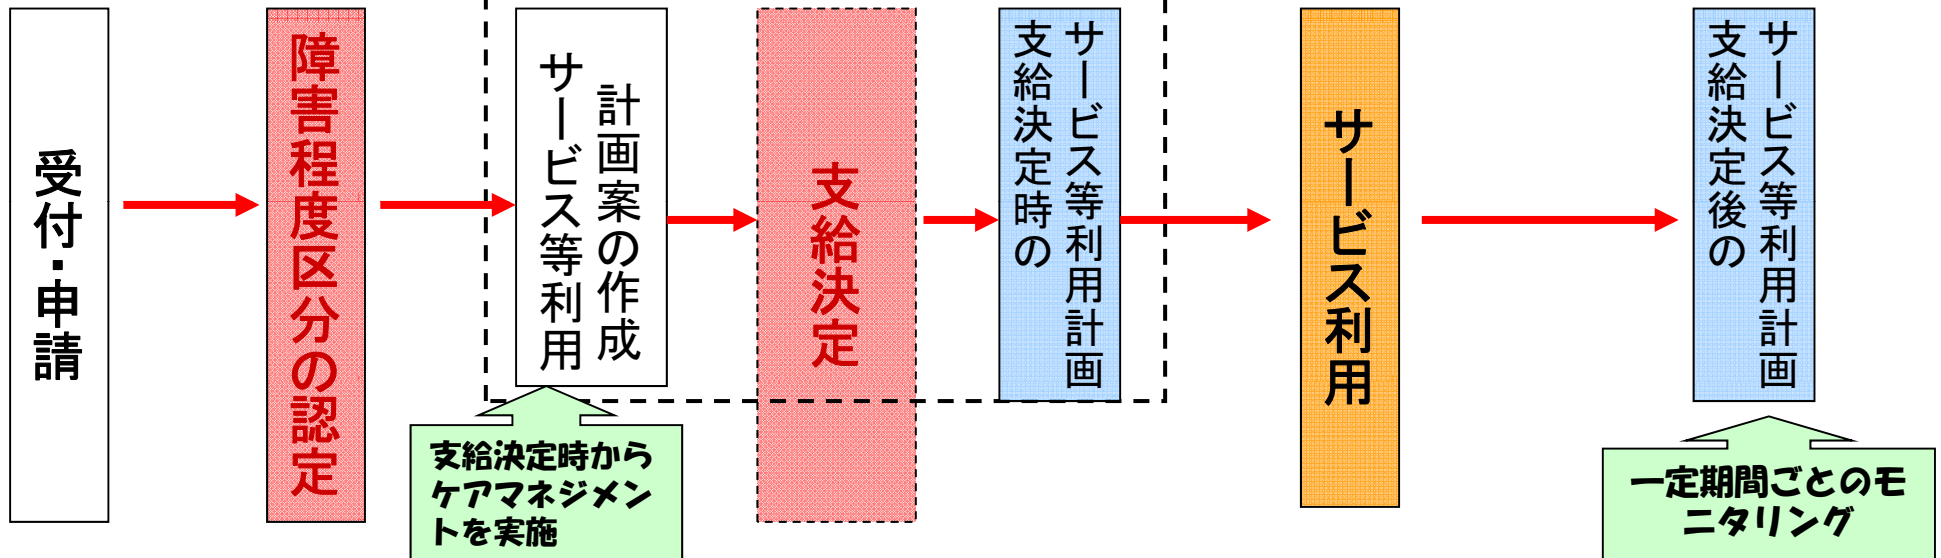 受付・申請
障害程度区分の認定
サービス等利用
計画案の作成
支給決定時から
ケアマネジメン
トを実施
支給決定
支給決定時の
サービス等利用計画
サービス利用
支給決定後の
サービス等利用計画
一定期間ごとのモ
ニタリング